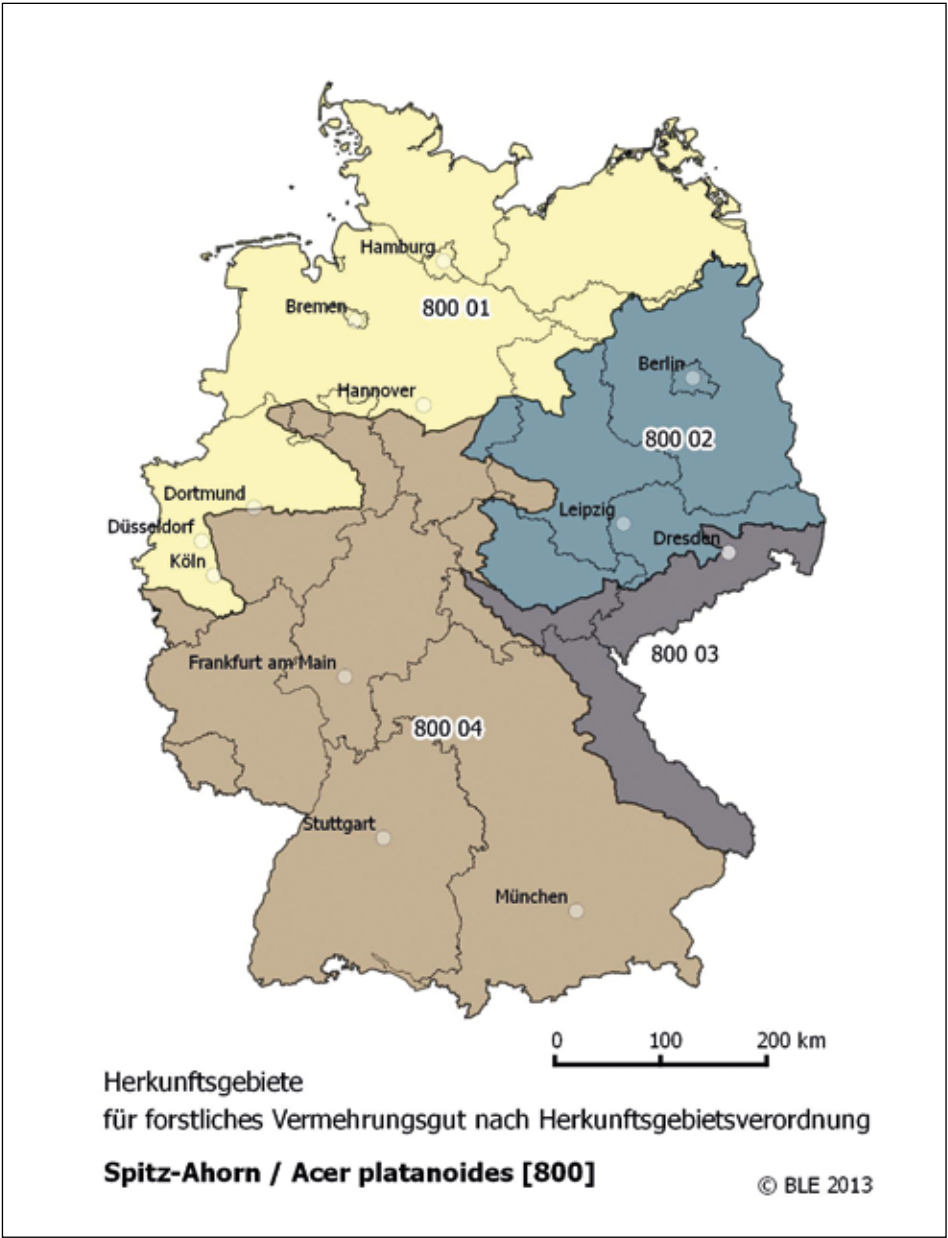 Hamburg
Bremen
800 01
Hannover
Berlin
800 02
Dortmund
Leipzig
Düsseldorf
Dresden
Köln
800 03
Frankfurt am Main
800 04
Stuttgart
München
0 100 200 km
Herkunftsgebiete
für forstliches Vermehrungsgut nach Herkunftsgebietsverordnung
Spitz-Ahorn / Acer platanoides [800]
© BLE 2013